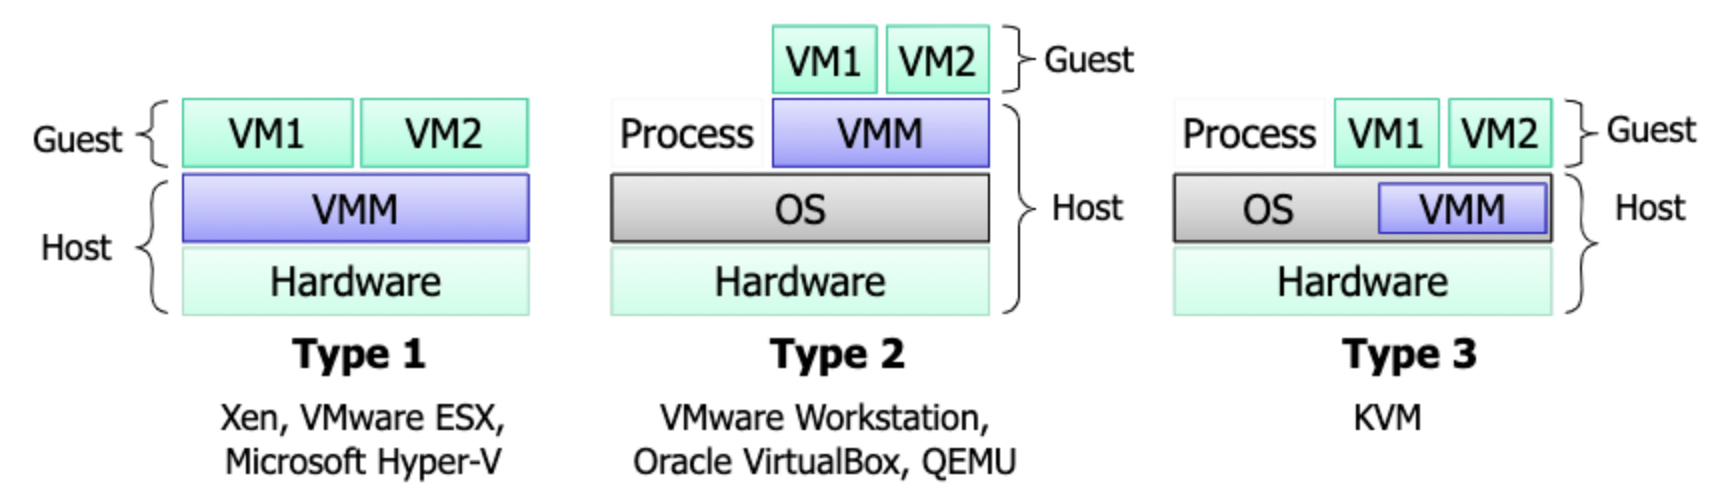 Guest
VM1
VM2
Host
VMM
Hardware
Type 1
Xen, VMware ESX,
Microsoft Hyper-V
VM1
VM2
Guest
Process
VMM
OS
Host
Hardware
Type 2
VMware Workstation,
Oracle VirtualBox, QEMU
Process
VM1
VM2
Guest
OS
VMM
Host
Hardware
Type 3
KVM